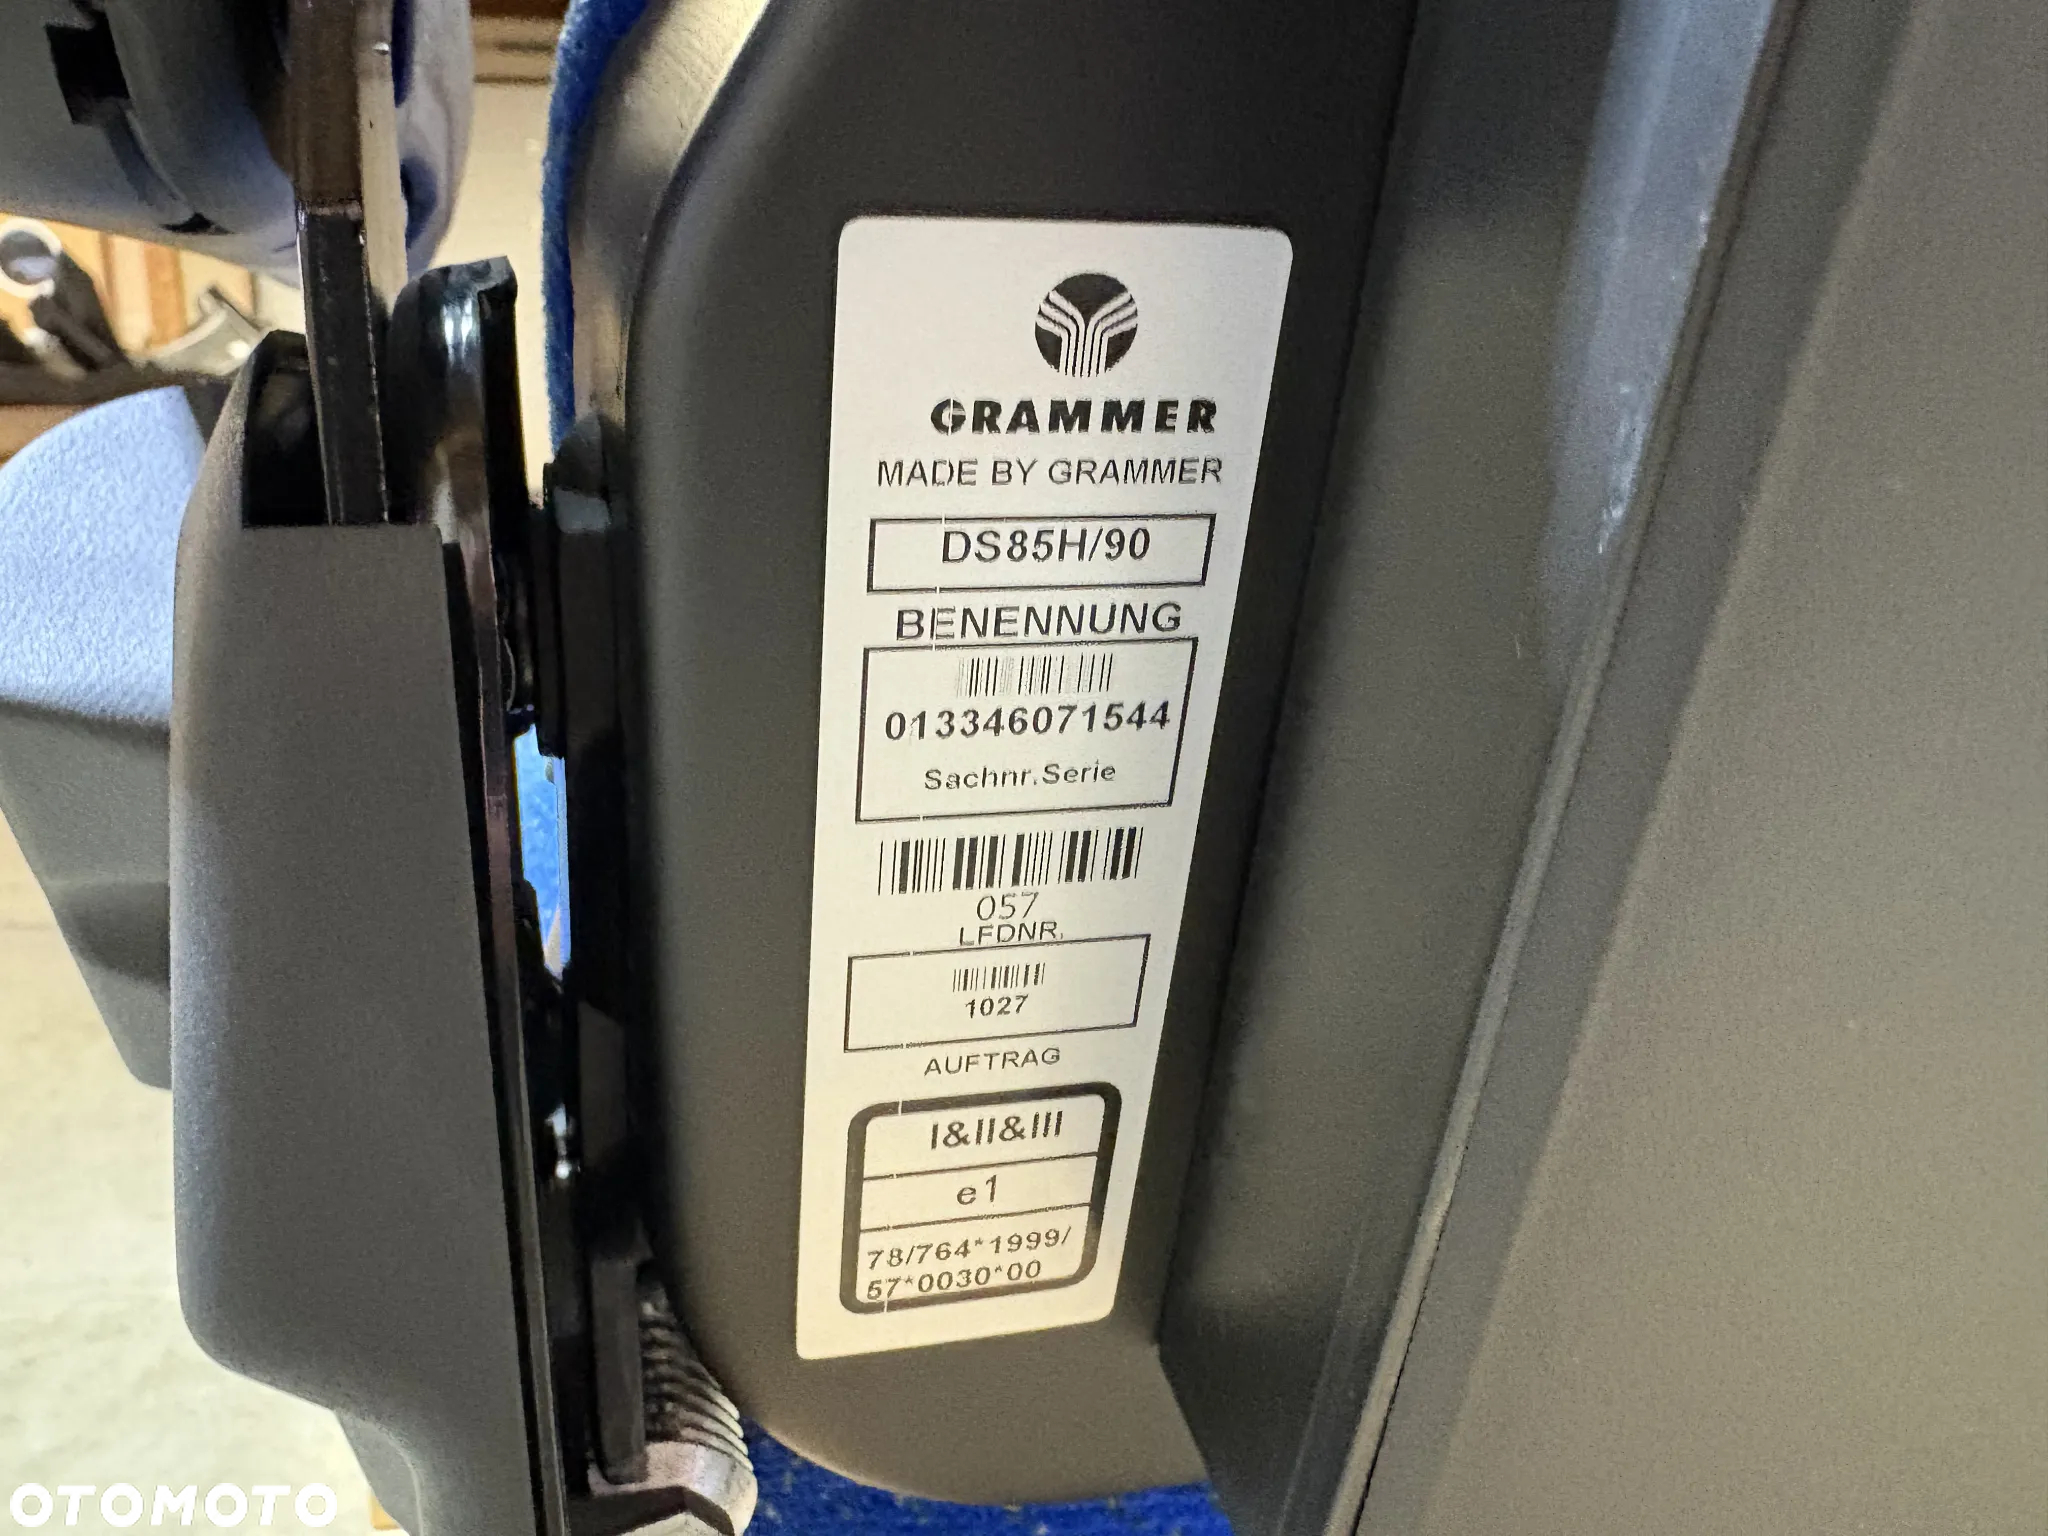 GRAMMER
MADE BY GRAMMER
DS85H/90
BENENNUNG
013346071544
Sachnr.Serie
057
LFDNR.
1027
AUFTRAG
I&II&III
e1
78/764*1999/
57*0030*00
OTOMOTO